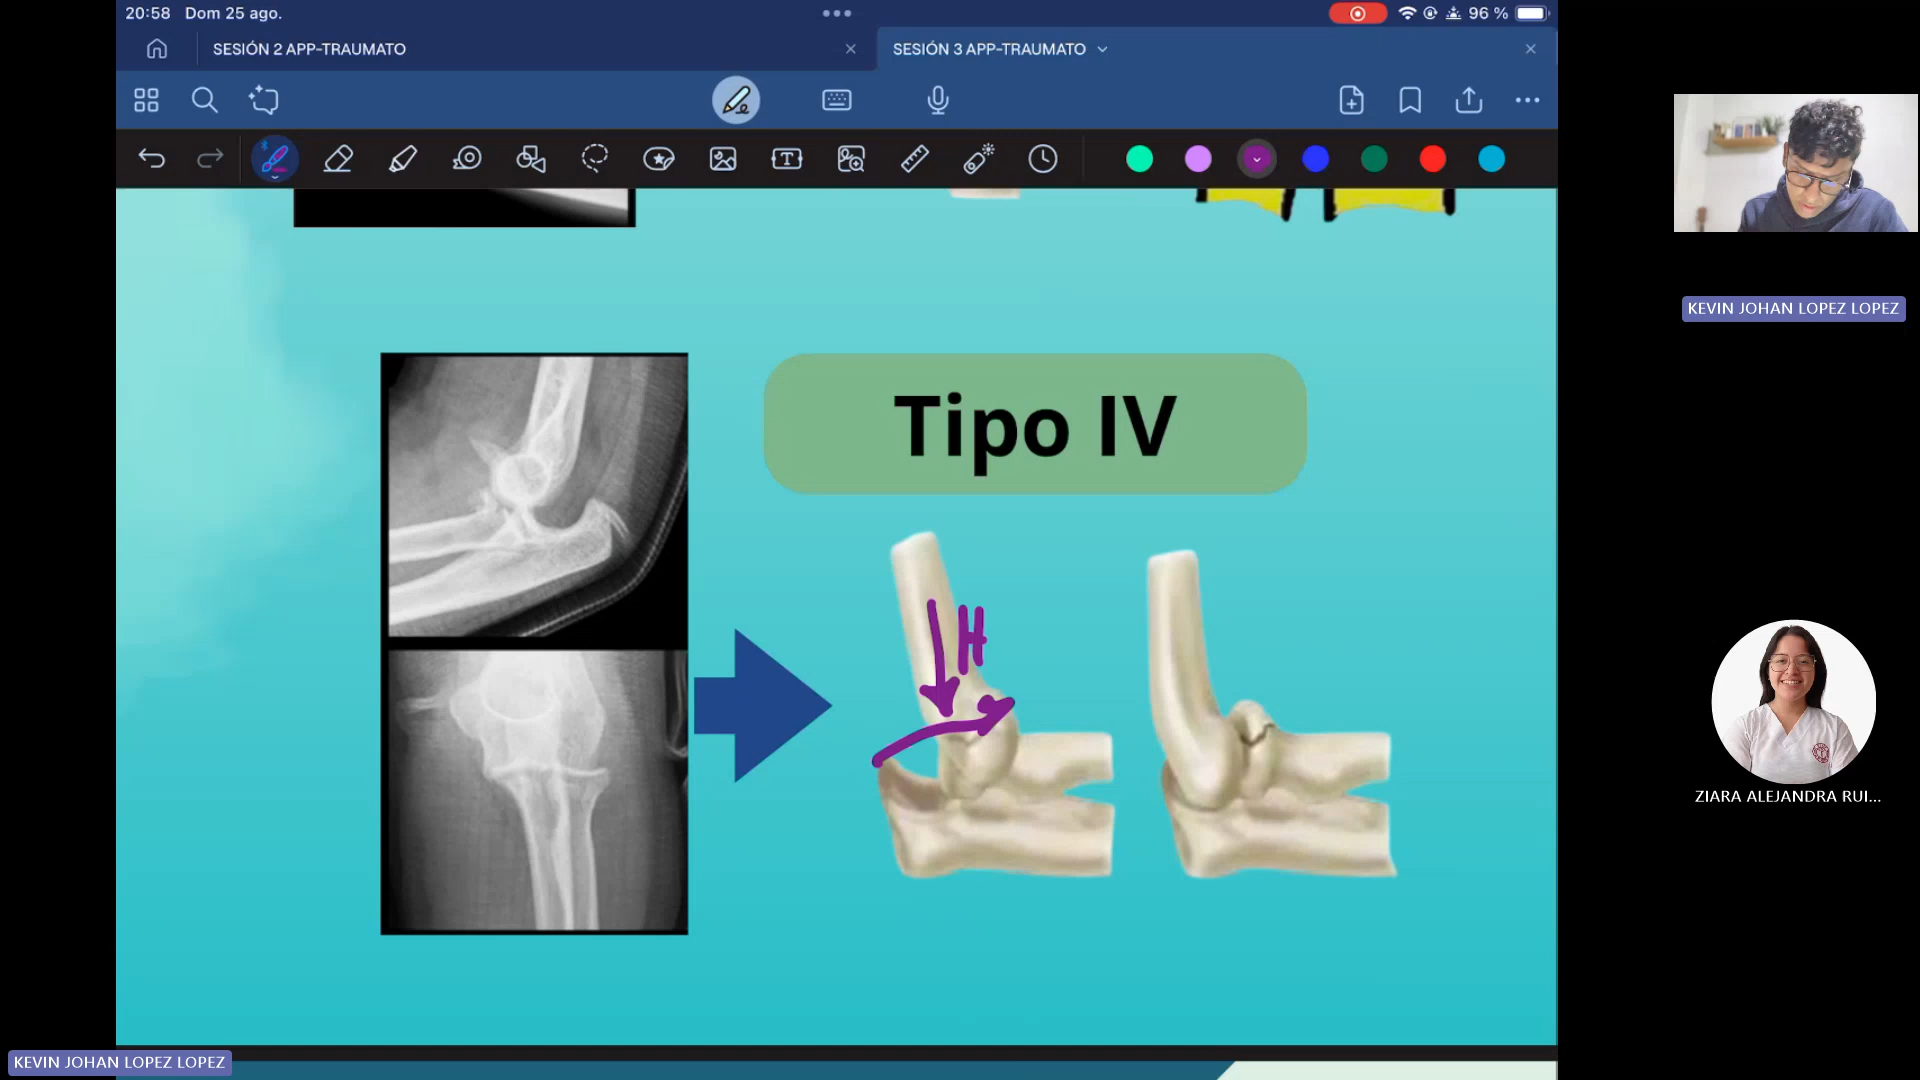 20:58 Dom 25 ago. 96 %
SESIÓN 2 APP-TRAUMATO
SESIÓN 3 APP-TRAUMATO
Tipo IV
H
KEVIN JOHAN LOPEZ LOPEZ
ZIARA ALEJANDRA RUI...
KEVIN JOHAN LOPEZ LOPEZ